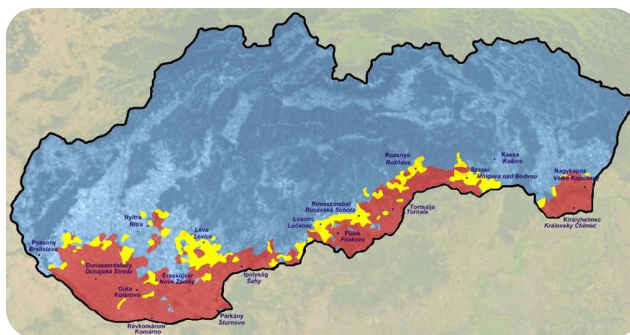 Kassa
Košice
Rozsnyó
Rožňava
Szepsi
Moldava nad Bodvou
Nagykapos
Veľké Kapušany
Rimaszombat
Rimavská Sobota
Tornalja
Tornaľa
Királyhelmec
Kráľovský Chlmec
Losonc
Lučenec
Fülek
Fiľakovo
Nyitra
Nitra
Léva
Levice
Pozsony
Bratislava
Dunaszerdahely
Dunajská Streda
Érsekújvár
Nové Zámky
Ipolyság
Šahy
Gúta
Kolárovo
Párkány
Šturovo
Révkomárom
Komárno